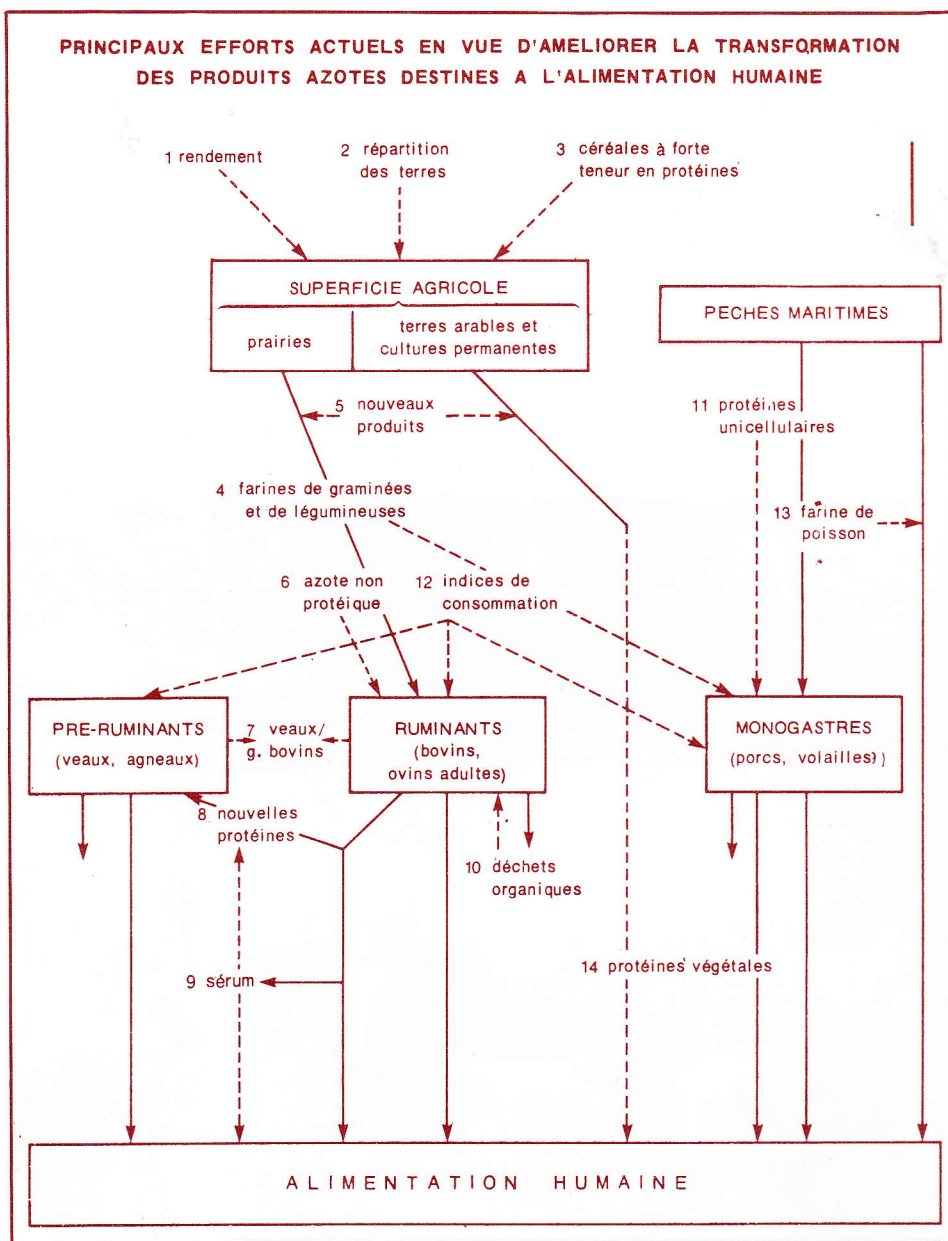 PRINCIPAUX EFFORTS ACTUELS EN VUE D'AMELIORER LA TRANSFORMATION
DES PRODUITS AZOTES DESTINES A L'ALIMENTATION HUMAINE
1 rendement
2 répartition
des terres
3 céréales à forte
teneur en protéines
SUPERFICIE AGRICOLE
prairies
terres arables et
cultures permanentes
PECHES MARITIMES
5 nouveaux
produits
11 protéines
unicellulaires
4 farines de graminées
et de légumineuses
13 farine de
poisson
6 azote non
protéique
12 indices de
consommation
PRE-RUMINANTS
(veaux, agneaux)
7 veaux/
g. bovins
RUMINANTS
(bovins,
ovins adultes)
MONOGASTRES
(porcs, volailles))
8 nouvelles
protéines
10 déchets
organiques
9 sérum
14 protéines végétales
ALIMENTATION HUMAINE